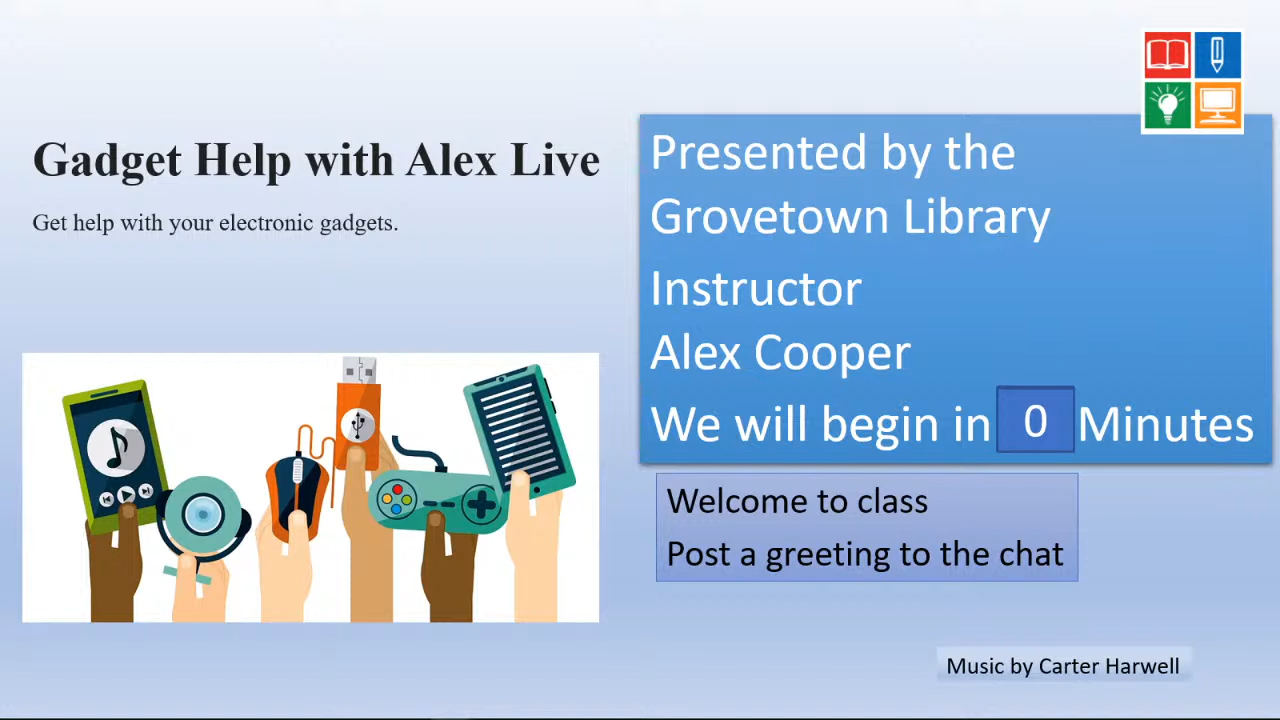 Gadget Help with Alex Live
Get help with your electronic gadgets.
Presented by the
Grovetown Library
Instructor
Alex Cooper
We will begin in 0 Minutes
Welcome to class
Post a greeting to the chat
Music by Carter Harwell